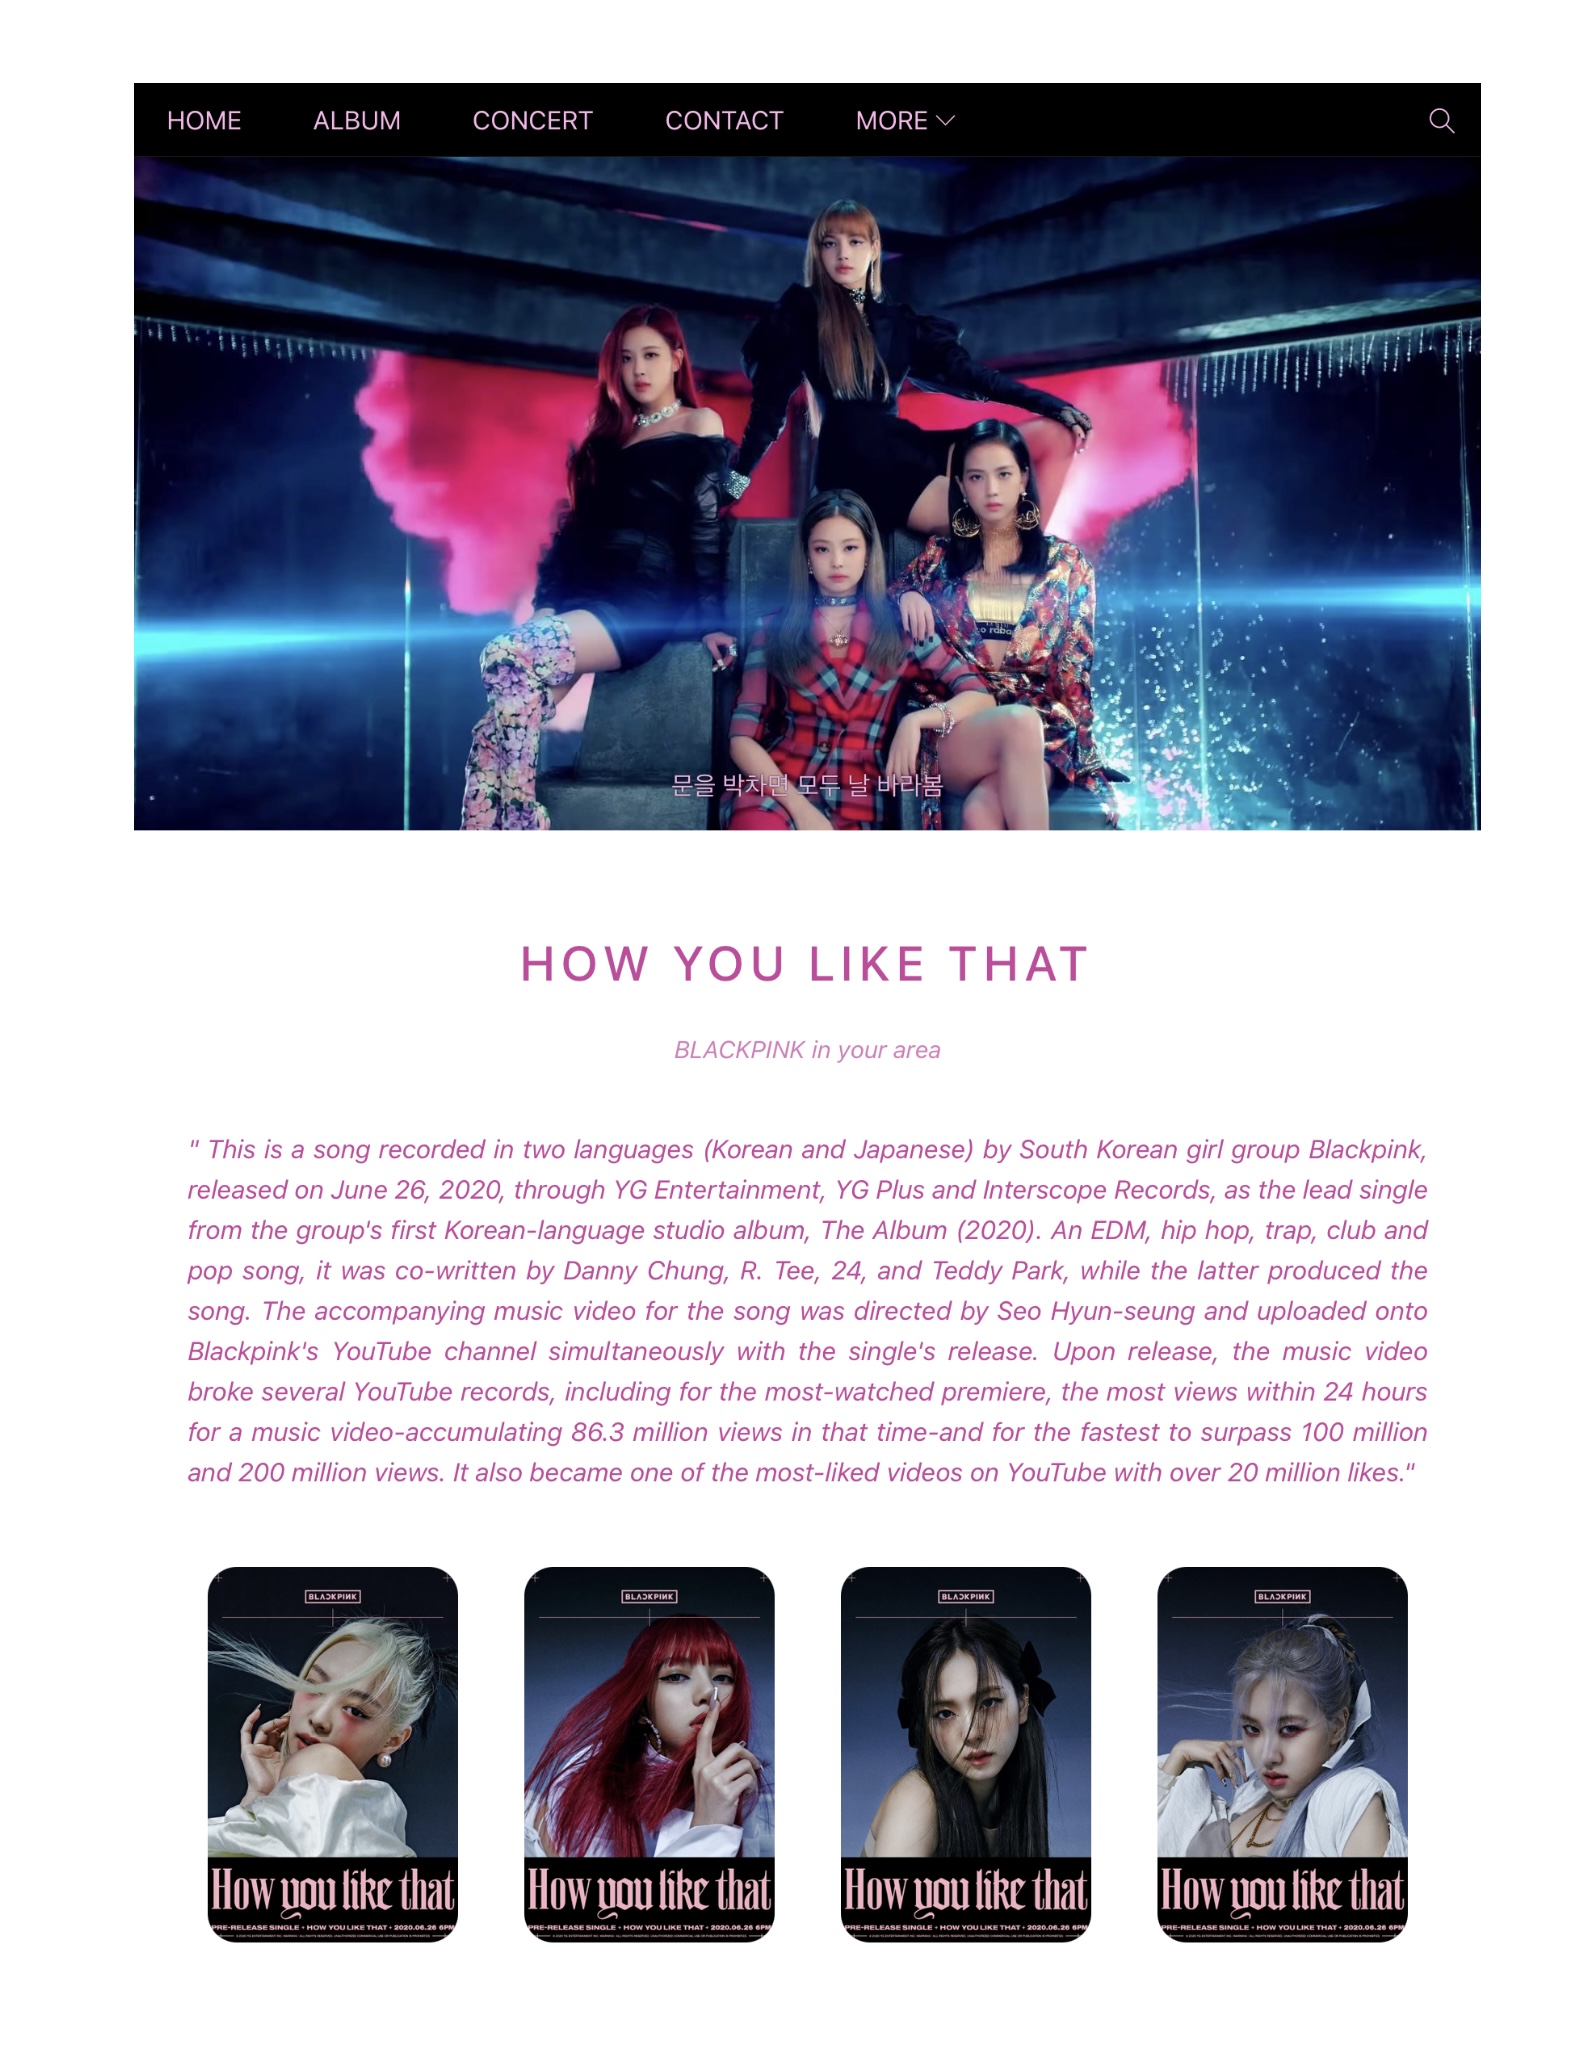 HOME ALBUM CONCERT CONTACT MORE
co raba
문을 박차면 모두 날 바라봄
HOW YOU LIKE THAT
BLACKPINK in your area
" This is a song recorded in two languages (Korean and Japanese) by South Korean girl group Blackpink,
released on June 26, 2020, through YG Entertainment, YG Plus and Interscope Records, as the lead single
from the group's first Korean-language studio album, The Album (2020). An EDM, hip hop, trap, club and
pop song, it was co-written by Danny Chung, R. Tee, 24, and Teddy Park, while the latter produced the
song. The accompanying music video for the song was directed by Seo Hyun-seung and uploaded onto
Blackpink's YouTube channel simultaneously with the single's release. Upon release, the music video
broke several YouTube records, including for the most-watched premiere, the most views within 24 hours
for a music video-accumulating 86.3 million views in that time-and for the fastest to surpass 100 million
and 200 million views. It also became one of the most-liked videos on YouTube with over 20 million likes."
BLACKPINK BLACKPINK BLACKPINK BLACKPINK
How you like that How you like that How you like that How you like that
PRE-RELEASE SINGLE + HOW YOU LIKE THAT + 2020.06.26 6PM PRE-RELEASE SINGLE + HOW YOU LIKE THAT + 2020.06.26 6PM PRE-RELEASE SINGLE + HOW YOU LIKE THAT + 2020.06.26 6PM PRE-RELEASE SINGLE + HOW YOU LIKE THAT + 2020.06.26 6PM